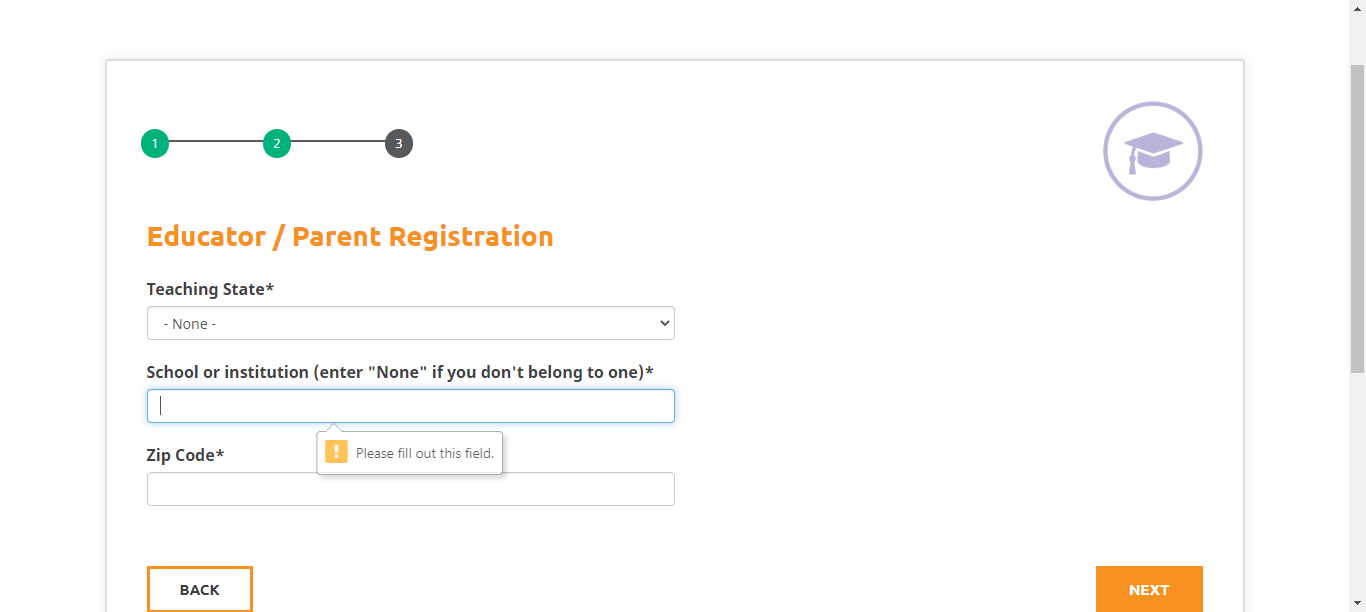 1 2 3
Educator / Parent Registration
Teaching State*
- None -
School or institution (enter "None" if you don't belong to one)*
! Please fill out this field.
Zip Code*
BACK NEXT